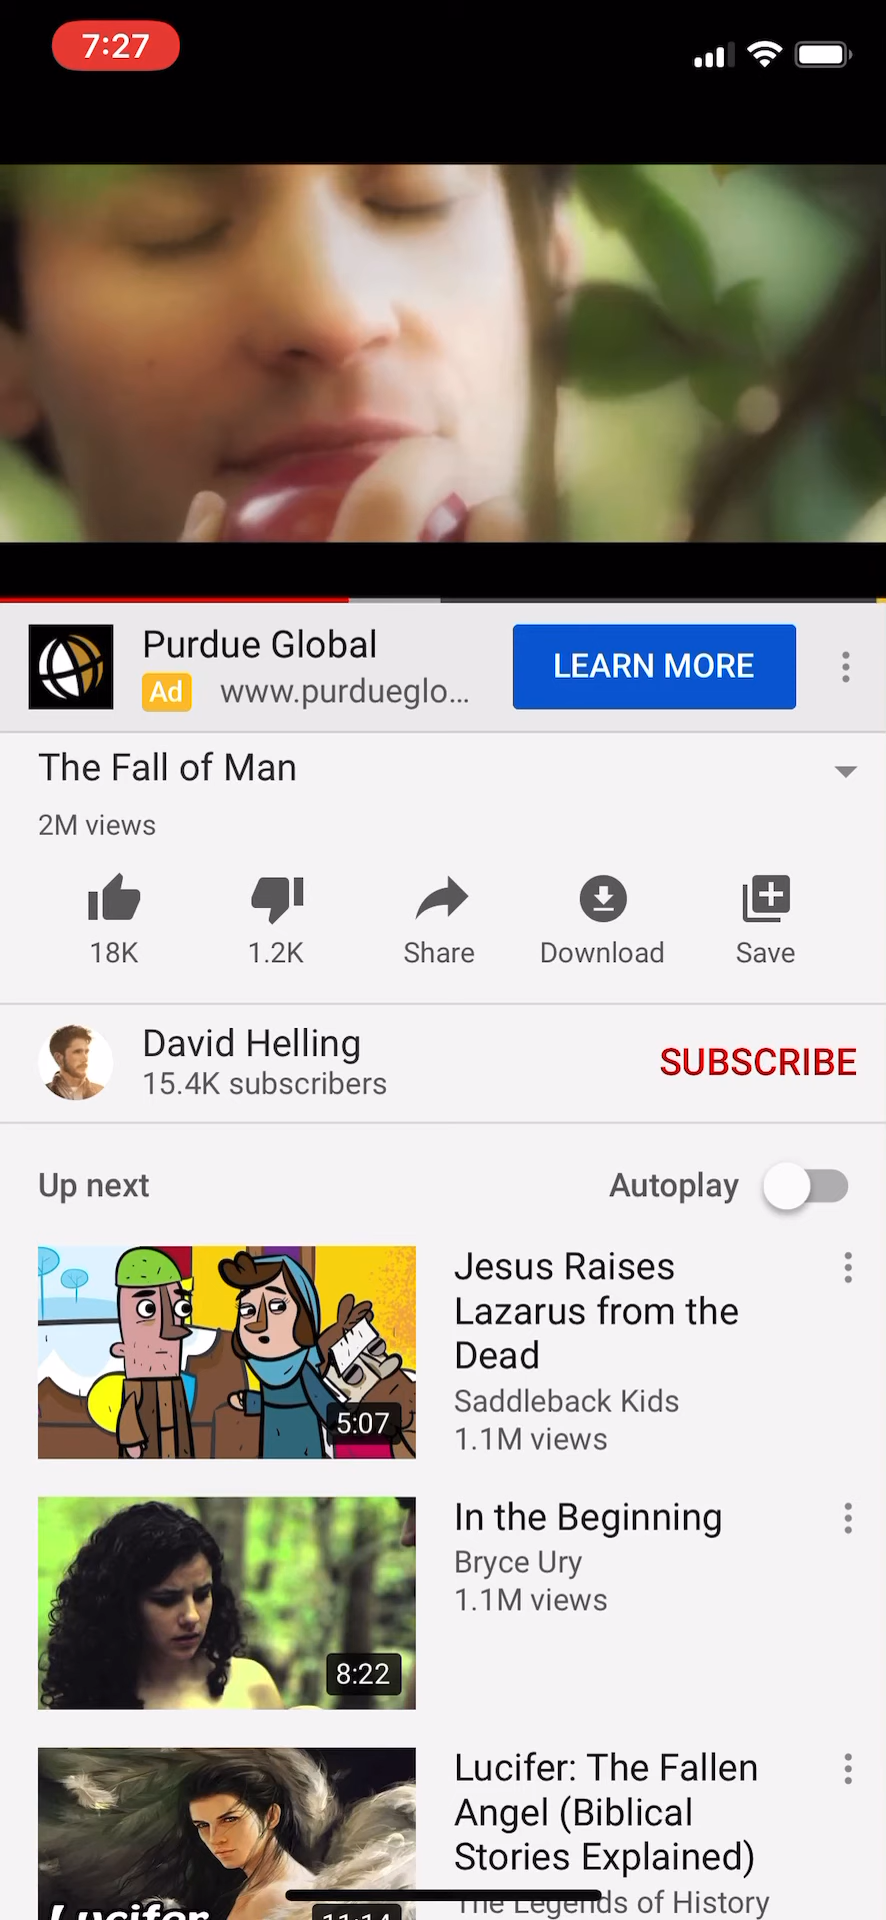 7:27
Purdue Global
LEARN MORE
Ad www.purdueglo...
The Fall of Man
2M views
18K
1.2K
Share
Download
Save
David Helling
15.4K subscribers
SUBSCRIBE
Up next
Autoplay
Jesus Raises
Lazarus from the
Dead
Saddleback Kids
1.1M views
5:07
In the Beginning
Bryce Ury
1.1M views
8:22
Lucifer: The Fallen
Angel (Biblical
Stories Explained)
The Legends of History
Lucifer
11:14